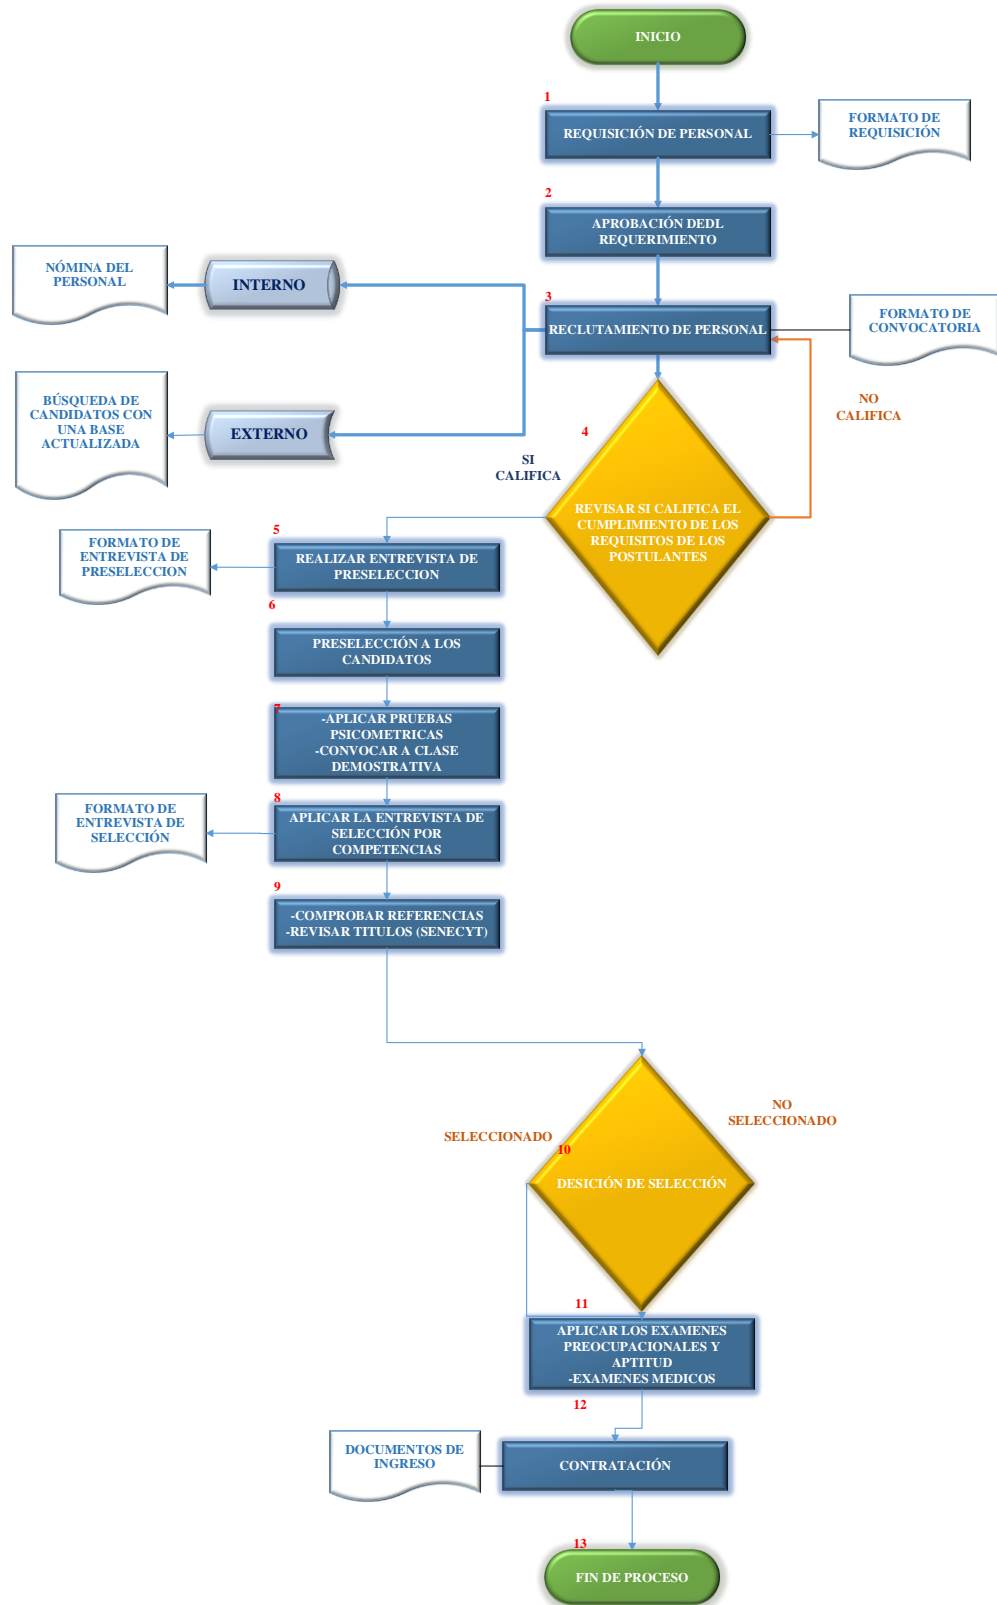 INICIO
1
REQUISICIÓN DE PERSONAL
FORMATO DE
REQUISICIÓN
2
APROBACIÓN DEDL
REQUERIMIENTO
NÓMINA DEL
PERSONAL
INTERNO
3
RECLUTAMIENTO DE PERSONAL
FORMATO DE
CONVOCATORIA
BÚSQUEDA DE
CANDIDATOS CON
UNA BASE
ACTUALIZADA
EXTERNO
NO
CALIFICA
4
SI
CALIFICA
REVISAR SI CALIFICA EL
CUMPLIMIENTO DE LOS
REQUISITOS DE LOS
POSTULANTES
5
FORMATO DE
ENTREVISTA DE
PRESELECCION
REALIZAR ENTREVISTA DE
PRESELECCION
6
PRESELECCIÓN A LOS
CANDIDATOS
7
-APLICAR PRUEBAS
PSICOMETRICAS
-CONVOCAR A CLASE
DEMOSTRATIVA
8
FORMATO DE
ENTREVISTA DE
SELECCIÓN
APLICAR LA ENTREVISTA DE
SELECCIÓN POR
COMPETENCIAS
9
-COMPROBAR REFERENCIAS
-REVISAR TITULOS (SENECYT)
NO
SELECCIONADO
SELECCIONADO
10
DESICIÓN DE SELECCIÓN
11
APLICAR LOS EXAMENES
PREOCUPACIONALES Y
APTITUD
-EXAMENES MEDICOS
12
DOCUMENTOS DE
INGRESO
CONTRATACIÓN
13
FIN DE PROCESO